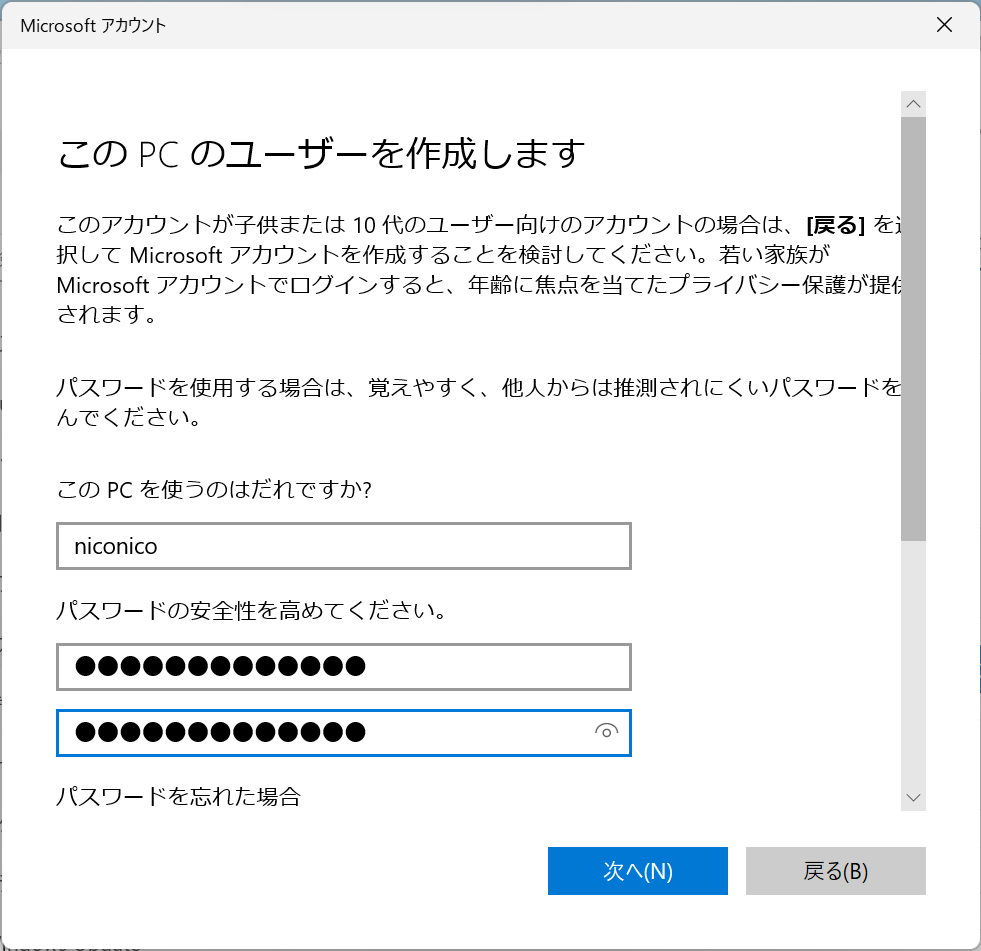 Microsoft アカウント
この PC のユーザーを作成します
このアカウントが子供または 10 代のユーザー向けのアカウントの場合は、[戻る] を選
択して Microsoft アカウントを作成することを検討してください。若い家族が
Microsoft アカウントでログインすると、年齢に焦点を当てたプライバシー保護が提供
されます。
パスワードを使用する場合は、覚えやすく、他人からは推測されにくいパスワードを
んでください。
この PC を使うのはだれですか?
niconico
パスワードの安全性を高めてください。
●●●●●●●●●●●●●
●●●●●●●●●●●●●
パスワードを忘れた場合
次へ(N)
戻る(B)